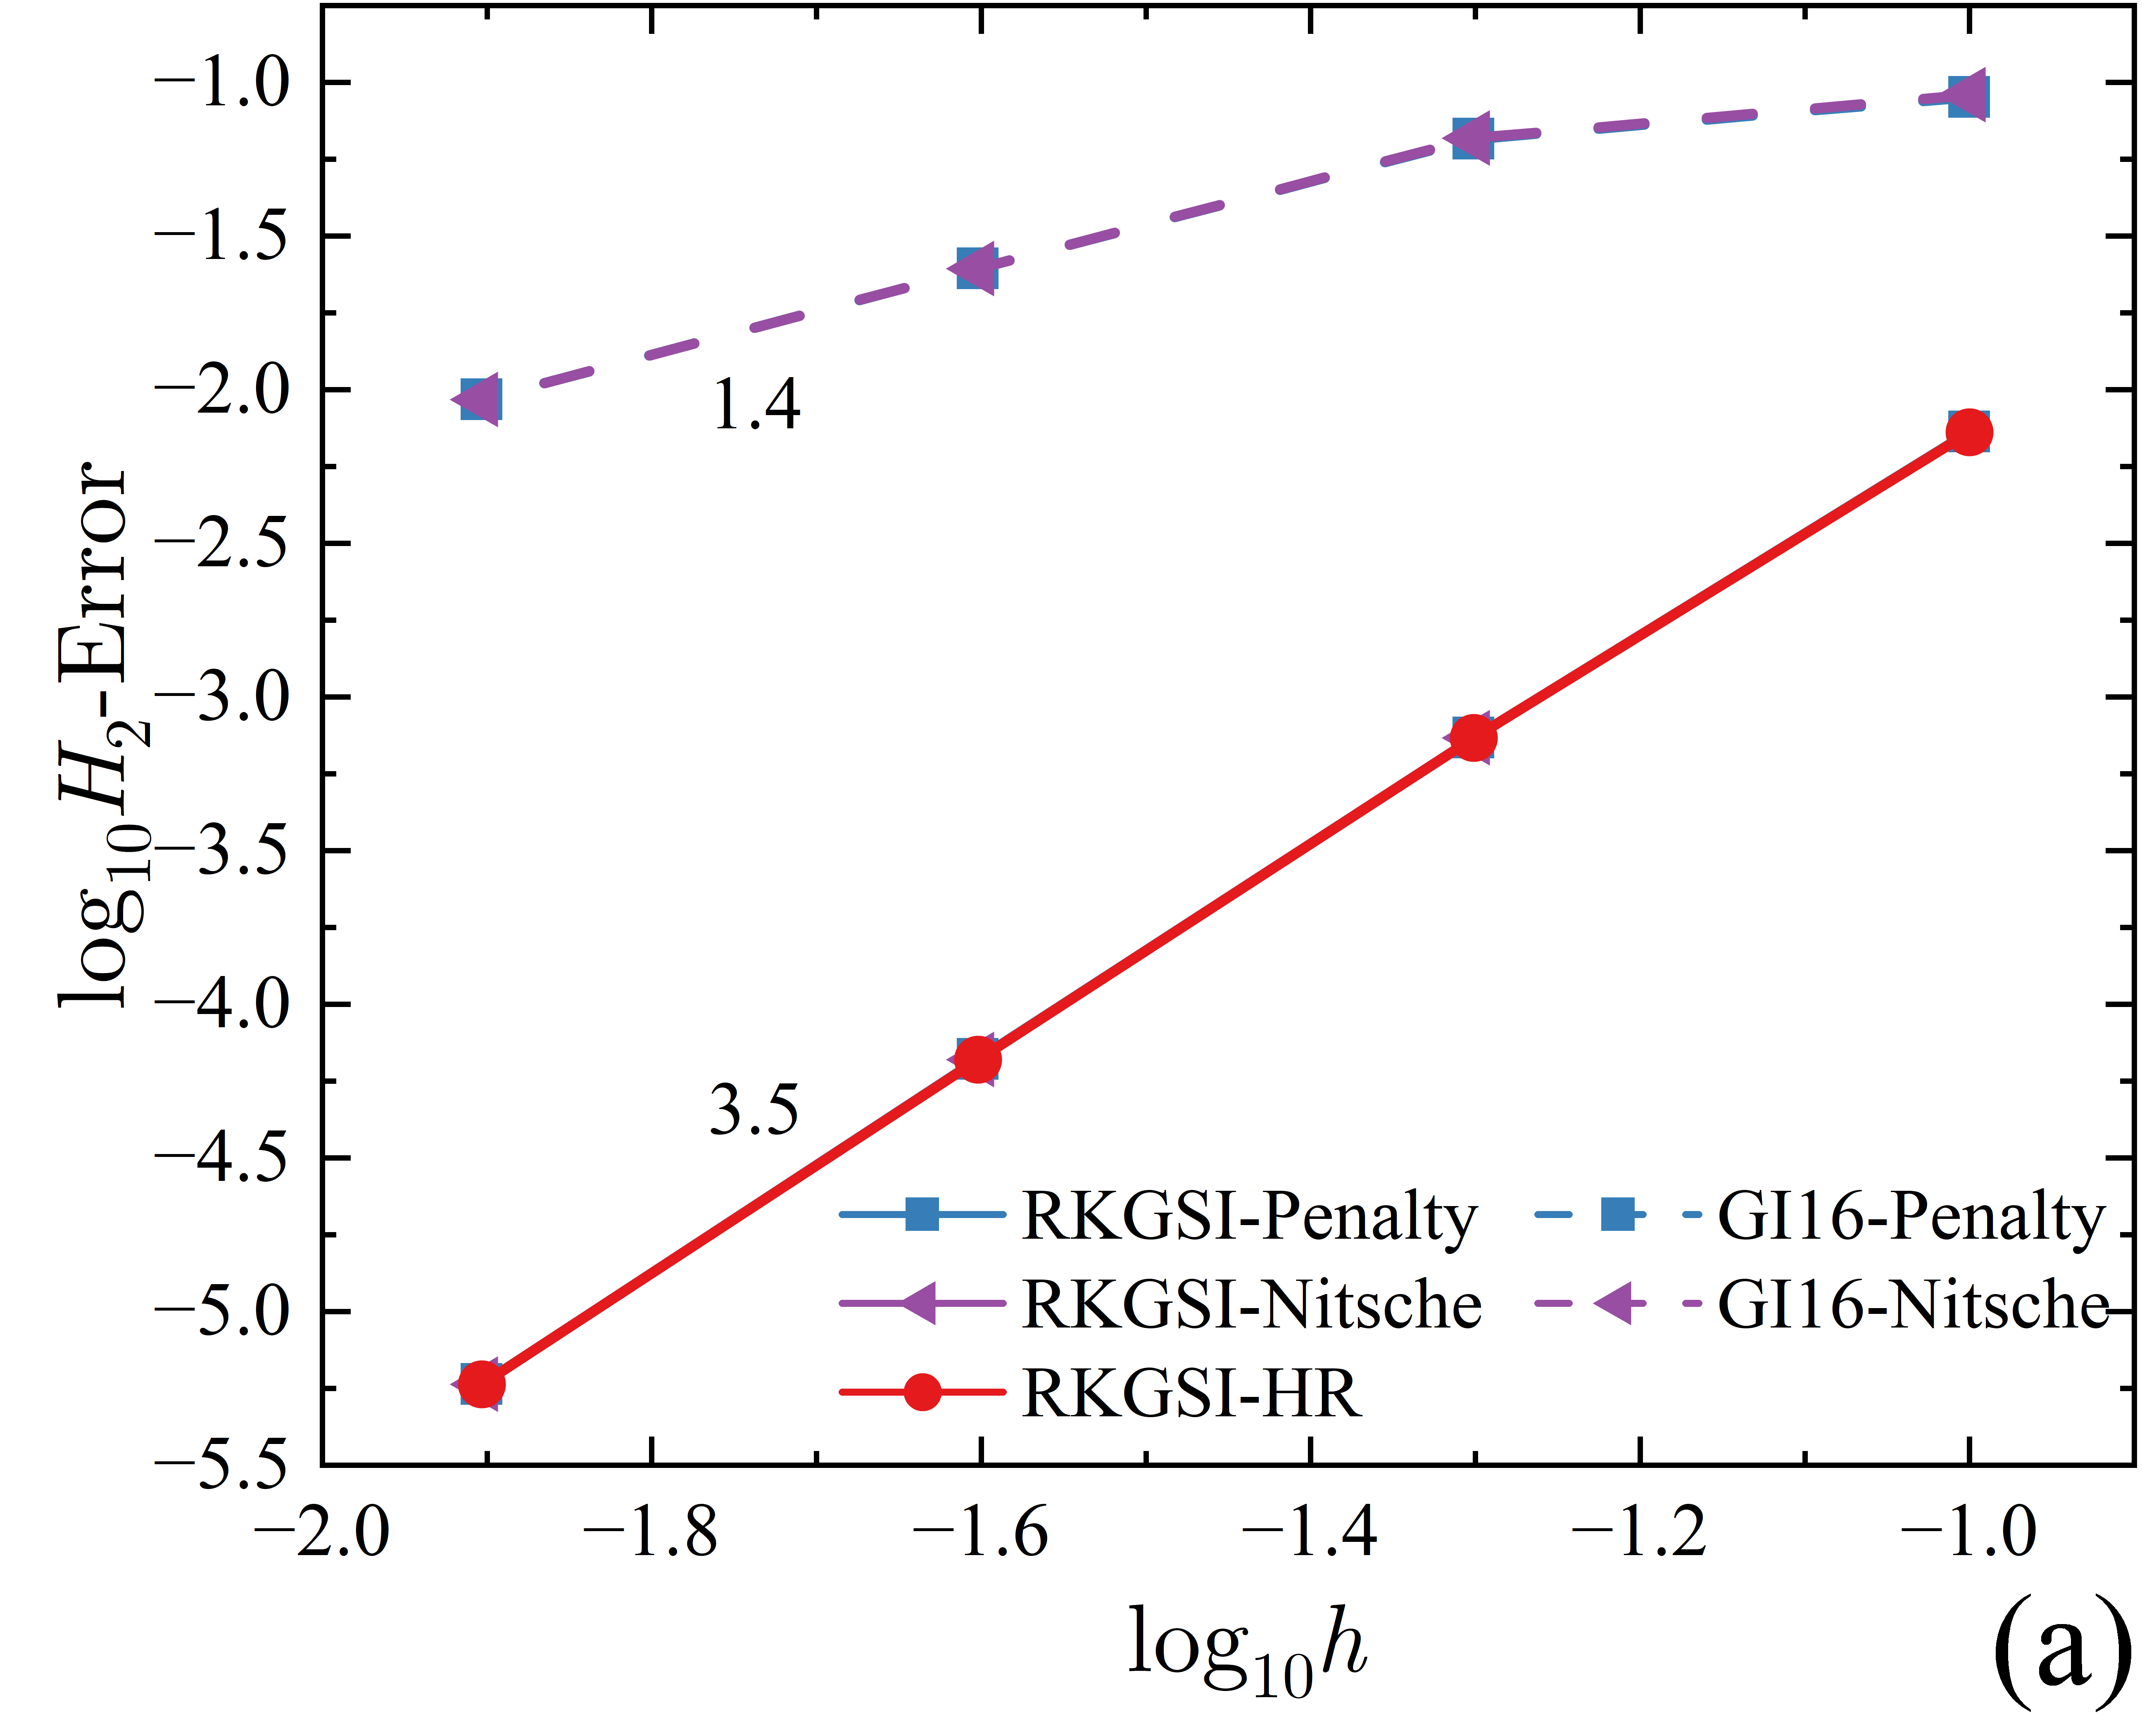 −1.0
−1.5
−2.0
−2.5
−3.0
−3.5
−4.0
−4.5
−5.0
−5.5
log₁₀H₂-Error
1.4
3.5
RKGSI-Penalty GI16-Penalty
RKGSI-Nitsche GI16-Nitsche
RKGSI-HR
−2.0 −1.8 −1.6 −1.4 −1.2 −1.0
log₁₀h
(a)